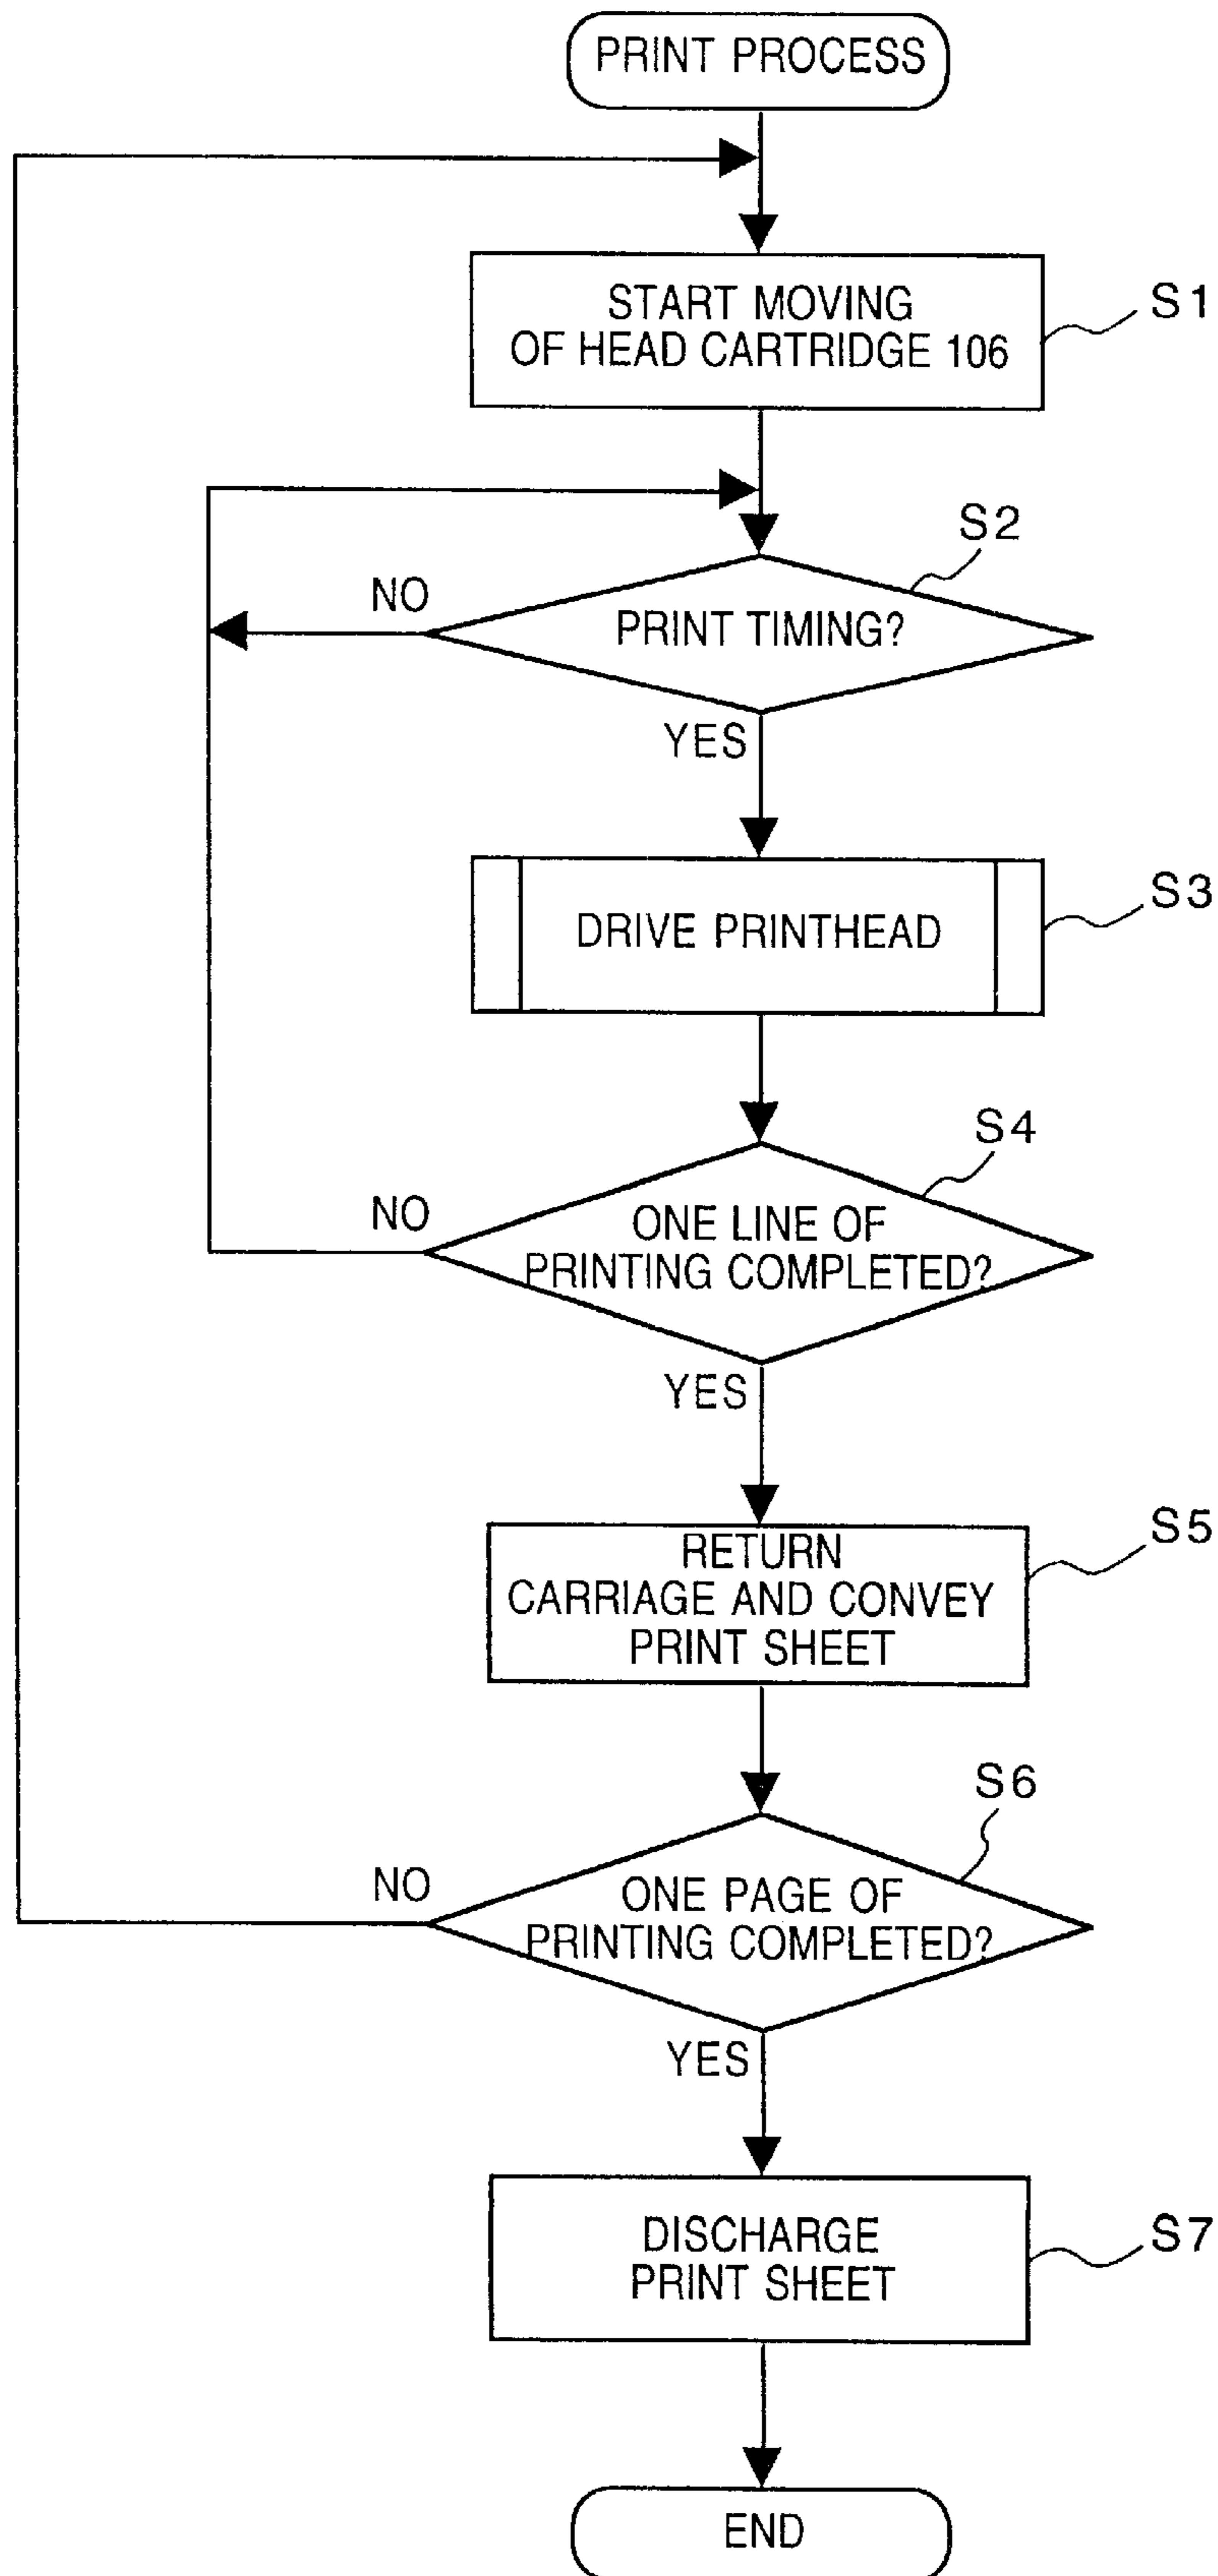 PRINT PROCESS
START MOVING
OF HEAD CARTRIDGE 106
S1
S2
NO
PRINT TIMING?
YES
DRIVE PRINTHEAD
S3
S4
NO
ONE LINE OF
PRINTING COMPLETED?
YES
RETURN
CARRIAGE AND CONVEY
PRINT SHEET
S5
S6
NO
ONE PAGE OF
PRINTING COMPLETED?
YES
DISCHARGE
PRINT SHEET
S7
END